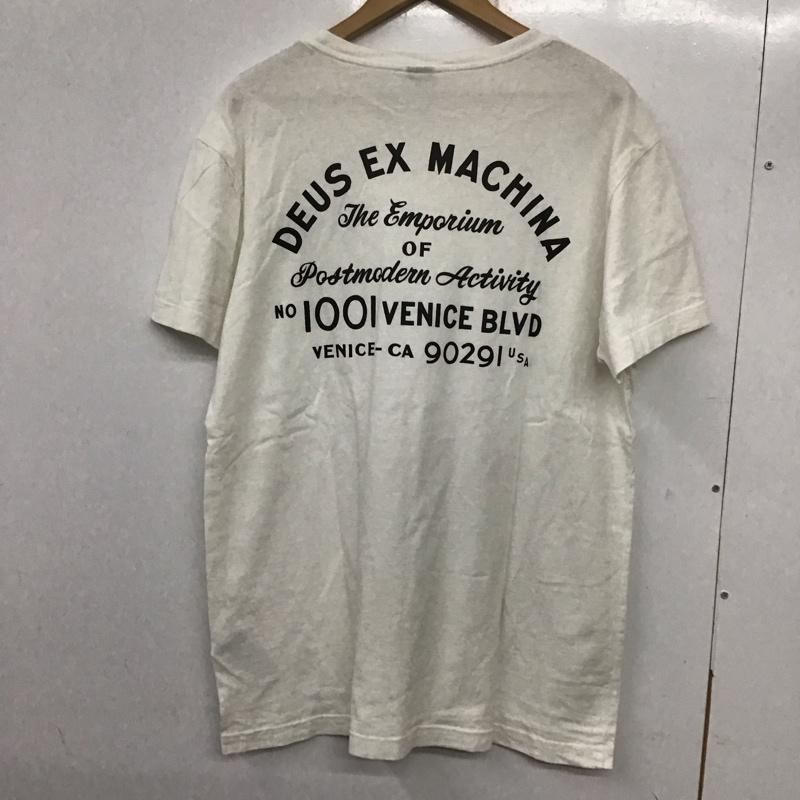 DEUS EX MACHINA
The Emporium
OF
Postmodern Activity
NO 1001 VENICE BLVD
VENICE- CA 90291 USA